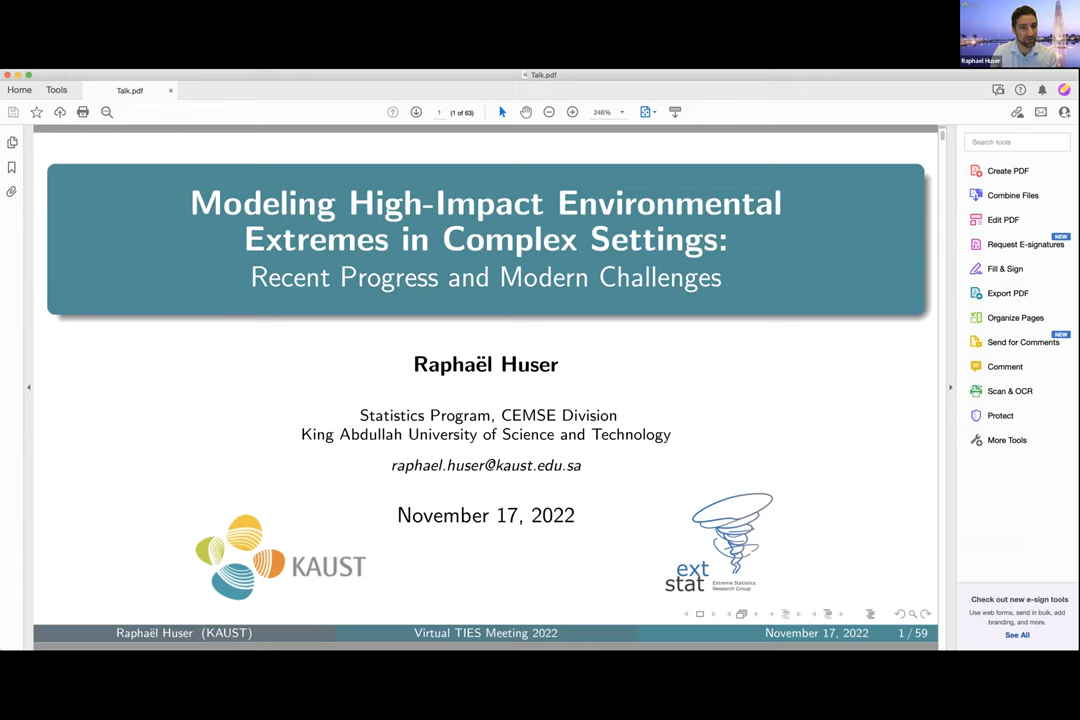 Raphael Huser
Talk.pdf
Home
Tools
Talk.pdf
×
1
(1 of 63)
246%
Search tools
Create PDF
Combine Files
Edit PDF
NEW
Request E-signatures
Fill & Sign
Export PDF
Organize Pages
NEW
Send for Comments
Comment
Scan & OCR
Protect
More Tools
Modeling High-Impact Environmental
Extremes in Complex Settings:
Recent Progress and Modern Challenges
Raphaël Huser
Statistics Program, CEMSE Division
King Abdullah University of Science and Technology
raphael.huser@kaust.edu.sa
November 17, 2022
KAUST
ext
stat
Extreme Statistics
Research Group
Raphaël Huser (KAUST)
Virtual TIES Meeting 2022
November 17, 2022
1 / 59
Check out new e-sign tools
Use web forms, send in bulk, add
branding, and more.
See All